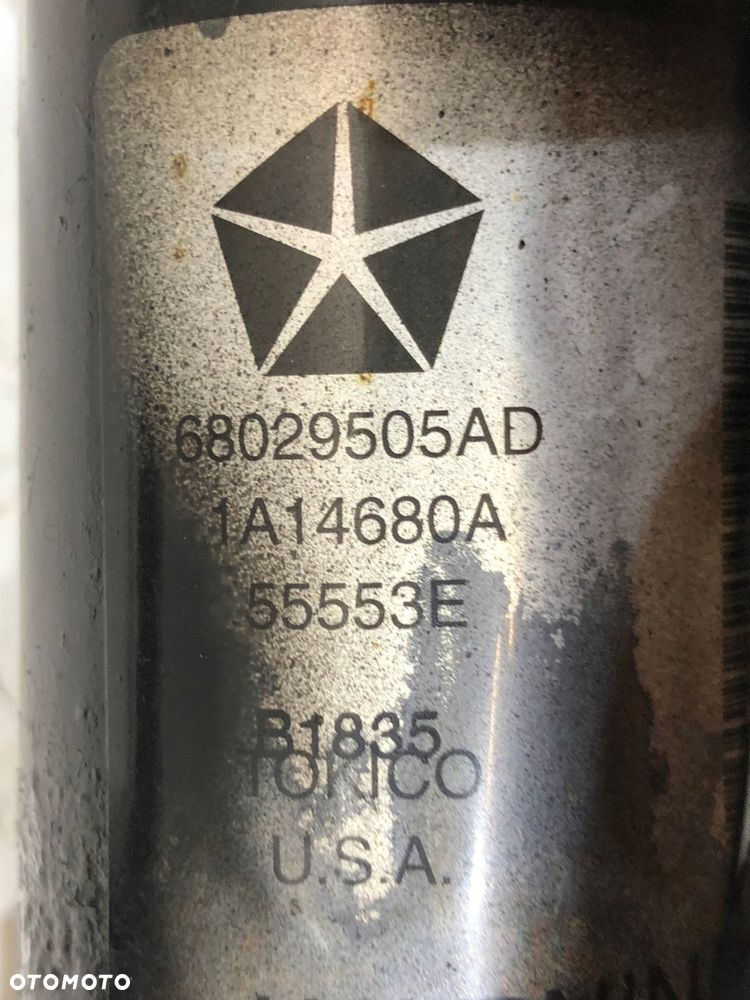 68029505AD
1A14680A
55553E
B1835
TOKICO
U.S.A.
OTOMOTO